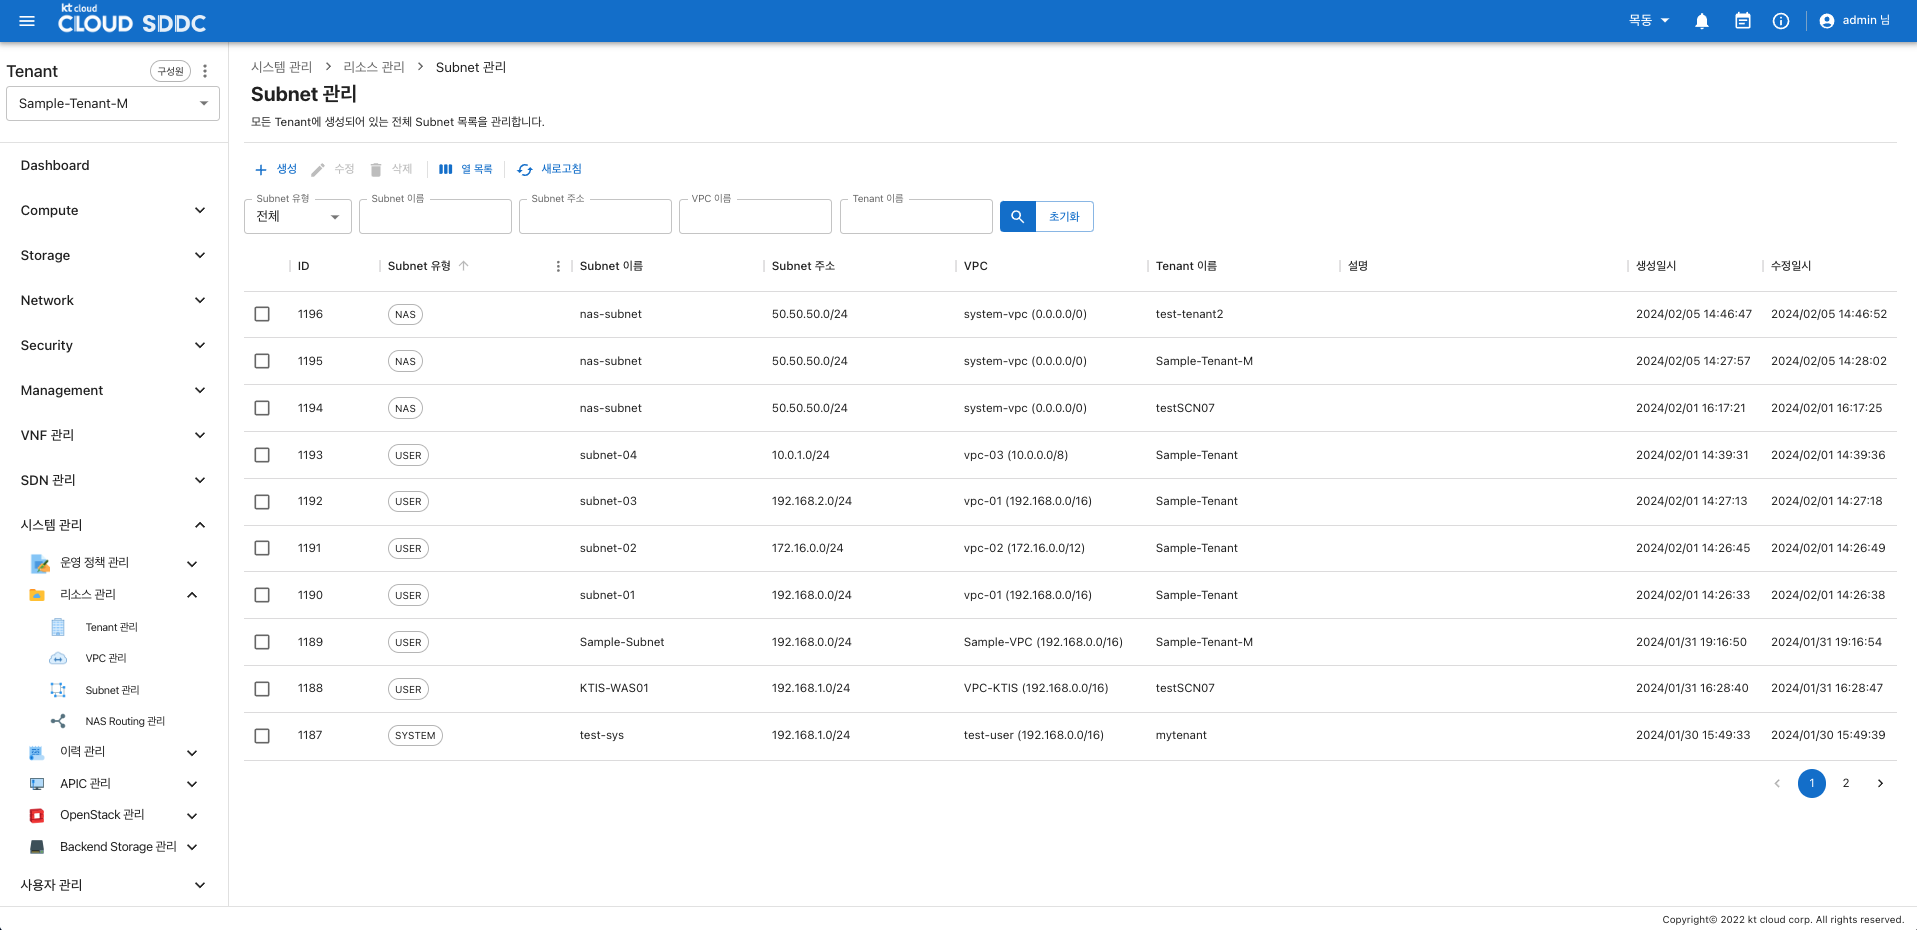 kt cloud
CLOUD SDDC
목동
admin 님
Tenant 구성원
Sample-Tenant-M
Dashboard
Compute
Storage
Network
Security
Management
VNF 관리
SDN 관리
시스템 관리
운영 정책 관리
리소스 관리
Tenant 관리
VPC 관리
Subnet 관리
NAS Routing 관리
이력 관리
APIC 관리
OpenStack 관리
Backend Storage 관리
사용자 관리
시스템 관리 > 리소스 관리 > Subnet 관리
Subnet 관리
모든 Tenant에 생성되어 있는 전체 Subnet 목록을 관리합니다.
생성 수정 삭제 열 목록 새로고침
Subnet 유형 Subnet 이름 Subnet 주소 VPC 이름 Tenant 이름
전체 초기화
ID Subnet 유형 Subnet 이름 Subnet 주소 VPC Tenant 이름 설명 생성일시 수정일시
1196 NAS nas-subnet 50.50.50.0/24 system-vpc (0.0.0.0/0) test-tenant2 2024/02/05 14:46:47 2024/02/05 14:46:52
1195 NAS nas-subnet 50.50.50.0/24 system-vpc (0.0.0.0/0) Sample-Tenant-M 2024/02/05 14:27:57 2024/02/05 14:28:02
1194 NAS nas-subnet 50.50.50.0/24 system-vpc (0.0.0.0/0) testSCN07 2024/02/01 16:17:21 2024/02/01 16:17:25
1193 USER subnet-04 10.0.1.0/24 vpc-03 (10.0.0.0/8) Sample-Tenant 2024/02/01 14:39:31 2024/02/01 14:39:36
1192 USER subnet-03 192.168.2.0/24 vpc-01 (192.168.0.0/16) Sample-Tenant 2024/02/01 14:27:13 2024/02/01 14:27:18
1191 USER subnet-02 172.16.0.0/24 vpc-02 (172.16.0.0/12) Sample-Tenant 2024/02/01 14:26:45 2024/02/01 14:26:49
1190 USER subnet-01 192.168.0.0/24 vpc-01 (192.168.0.0/16) Sample-Tenant 2024/02/01 14:26:33 2024/02/01 14:26:38
1189 USER Sample-Subnet 192.168.0.0/24 Sample-VPC (192.168.0.0/16) Sample-Tenant-M 2024/01/31 19:16:50 2024/01/31 19:16:54
1188 USER KTIS-WAS01 192.168.1.0/24 VPC-KTIS (192.168.0.0/16) testSCN07 2024/01/31 16:28:40 2024/01/31 16:28:47
1187 SYSTEM test-sys 192.168.1.0/24 test-user (192.168.0.0/16) mytenant 2024/01/30 15:49:33 2024/01/30 15:49:39
1 2
Copyright© 2022 kt cloud corp. All rights reserved.